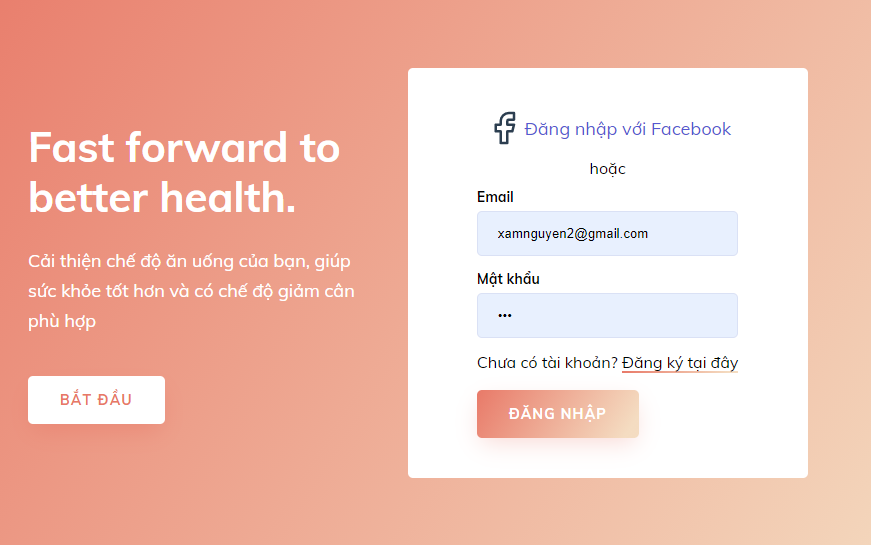 Fast forward to
better health.
Cải thiện chế độ ăn uống của bạn, giúp
sức khỏe tốt hơn và có chế độ giảm cân
phù hợp
BẮT ĐẦU
Đăng nhập với Facebook
hoặc
Email
xamnguyen2@gmail.com
Mật khẩu
•••
Chưa có tài khoản? Đăng ký tại đây
ĐĂNG NHẬP